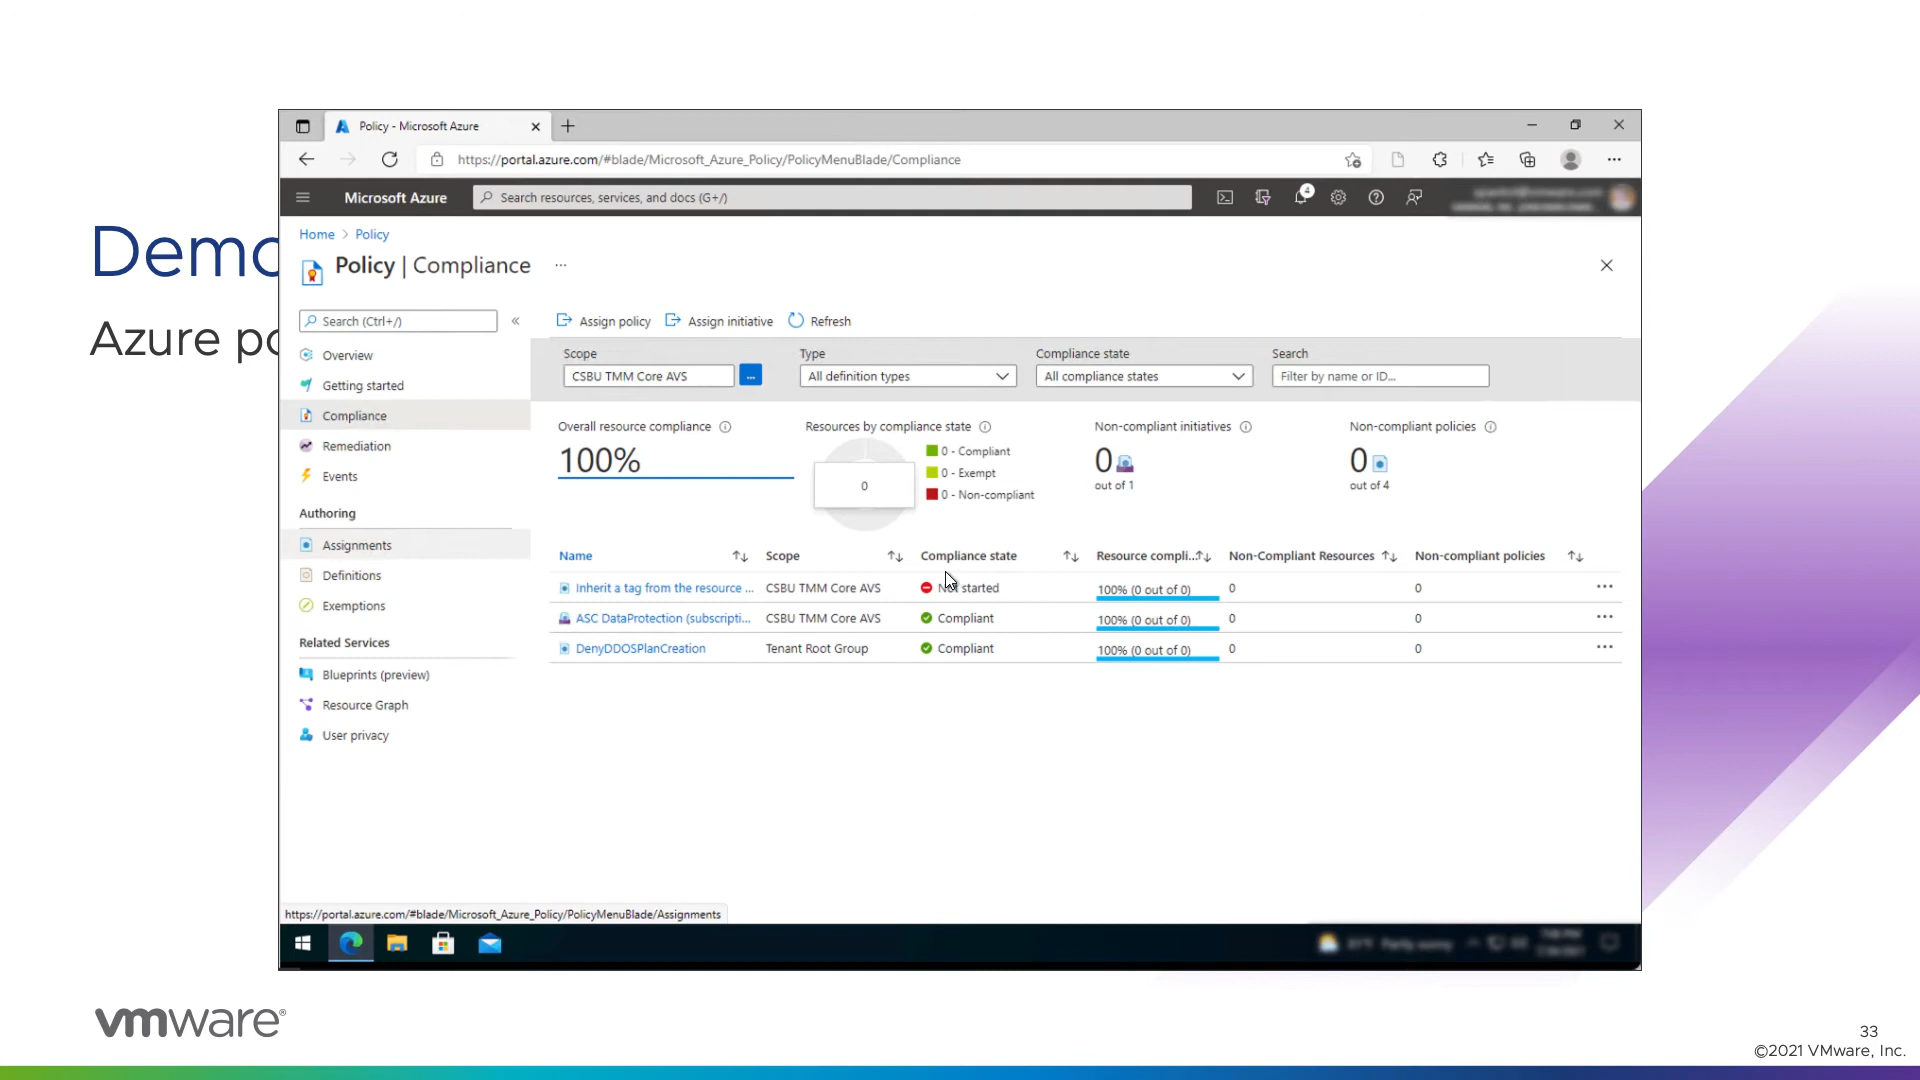 Demo
Azure po
Policy - Microsoft Azure
https://portal.azure.com/#blade/Microsoft_Azure_Policy/PolicyMenuBlade/Compliance
Microsoft Azure
Search resources, services, and docs (G+/)
4
Home > Policy
Policy | Compliance ...
Search (Ctrl+/) «
Overview
Getting started
Compliance
Remediation
Events
Authoring
Assignments
Definitions
Exemptions
Related Services
Blueprints (preview)
Resource Graph
User privacy
Assign policy Assign initiative Refresh
Scope Type Compliance state Search
CSBU TMM Core AVS ... All definition types All compliance states Filter by name or ID...
Overall resource compliance
100%
Resources by compliance state
0
0 - Compliant
0 - Exempt
0 - Non-compliant
Non-compliant initiatives
0
out of 1
Non-compliant policies
0
out of 4
Name Scope Compliance state Resource compli... Non-Compliant Resources Non-compliant policies
Inherit a tag from the resource ... CSBU TMM Core AVS Not started 100% (0 out of 0) 0 0 ...
ASC DataProtection (subscripti... CSBU TMM Core AVS Compliant 100% (0 out of 0) 0 0 ...
DenyDDOSPlanCreation Tenant Root Group Compliant 100% (0 out of 0) 0 0 ...
https://portal.azure.com/#blade/Microsoft_Azure_Policy/PolicyMenuBlade/Assignments
vmware®
33
©2021 VMware, Inc.